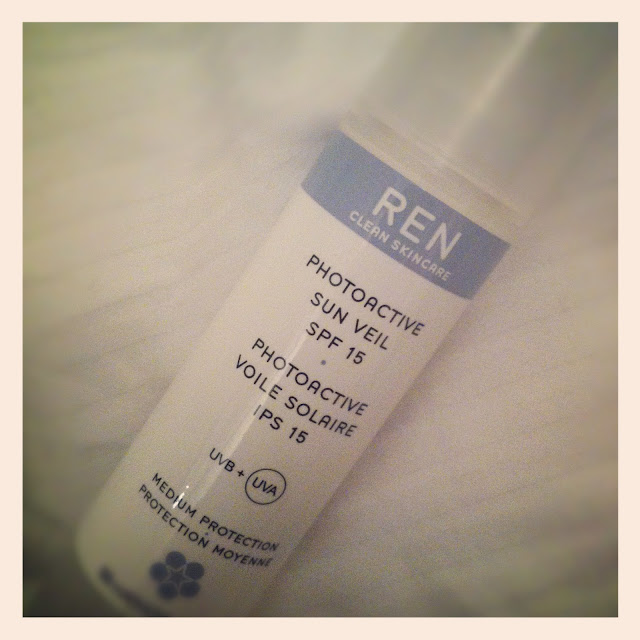 REN
CLEAN SKINCARE
PHOTOACTIVE
SUN VEIL
SPF 15
PHOTOACTIVE
VOILE SOLAIRE
IPS 15
UVB + UVA
MEDIUM PROTECTION
PROTECTION MOYENNE